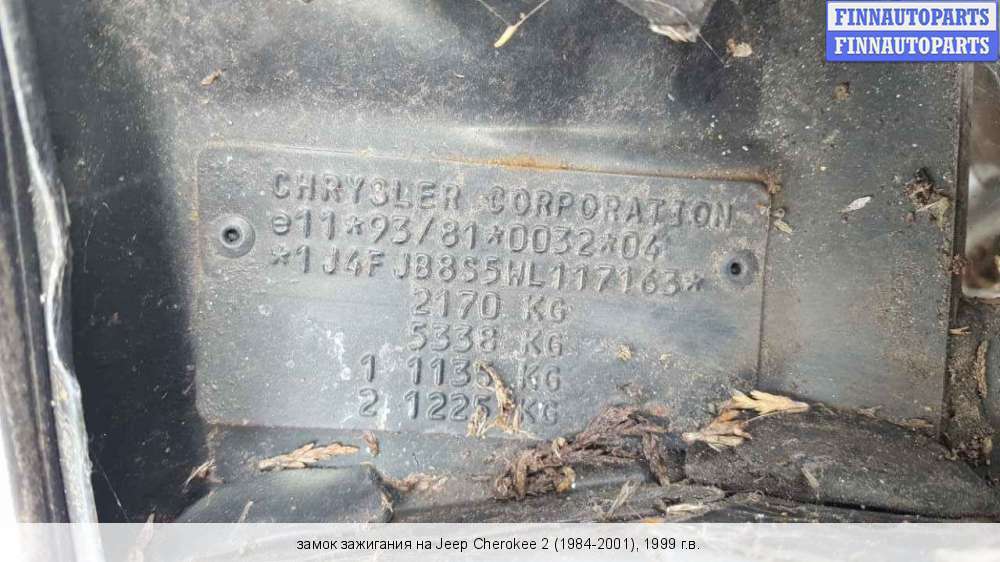 FINNAUTOPARTS
FINNAUTOPARTS
CHRYSLER CORPORATION
e11*93/81*0032*04
*1J4FJB8S5WL117163*
2170 KG
5338 KG
1 1135 KG
2 1225 KG
замок зажигания на Jeep Cherokee 2 (1984-2001), 1999 г.в.